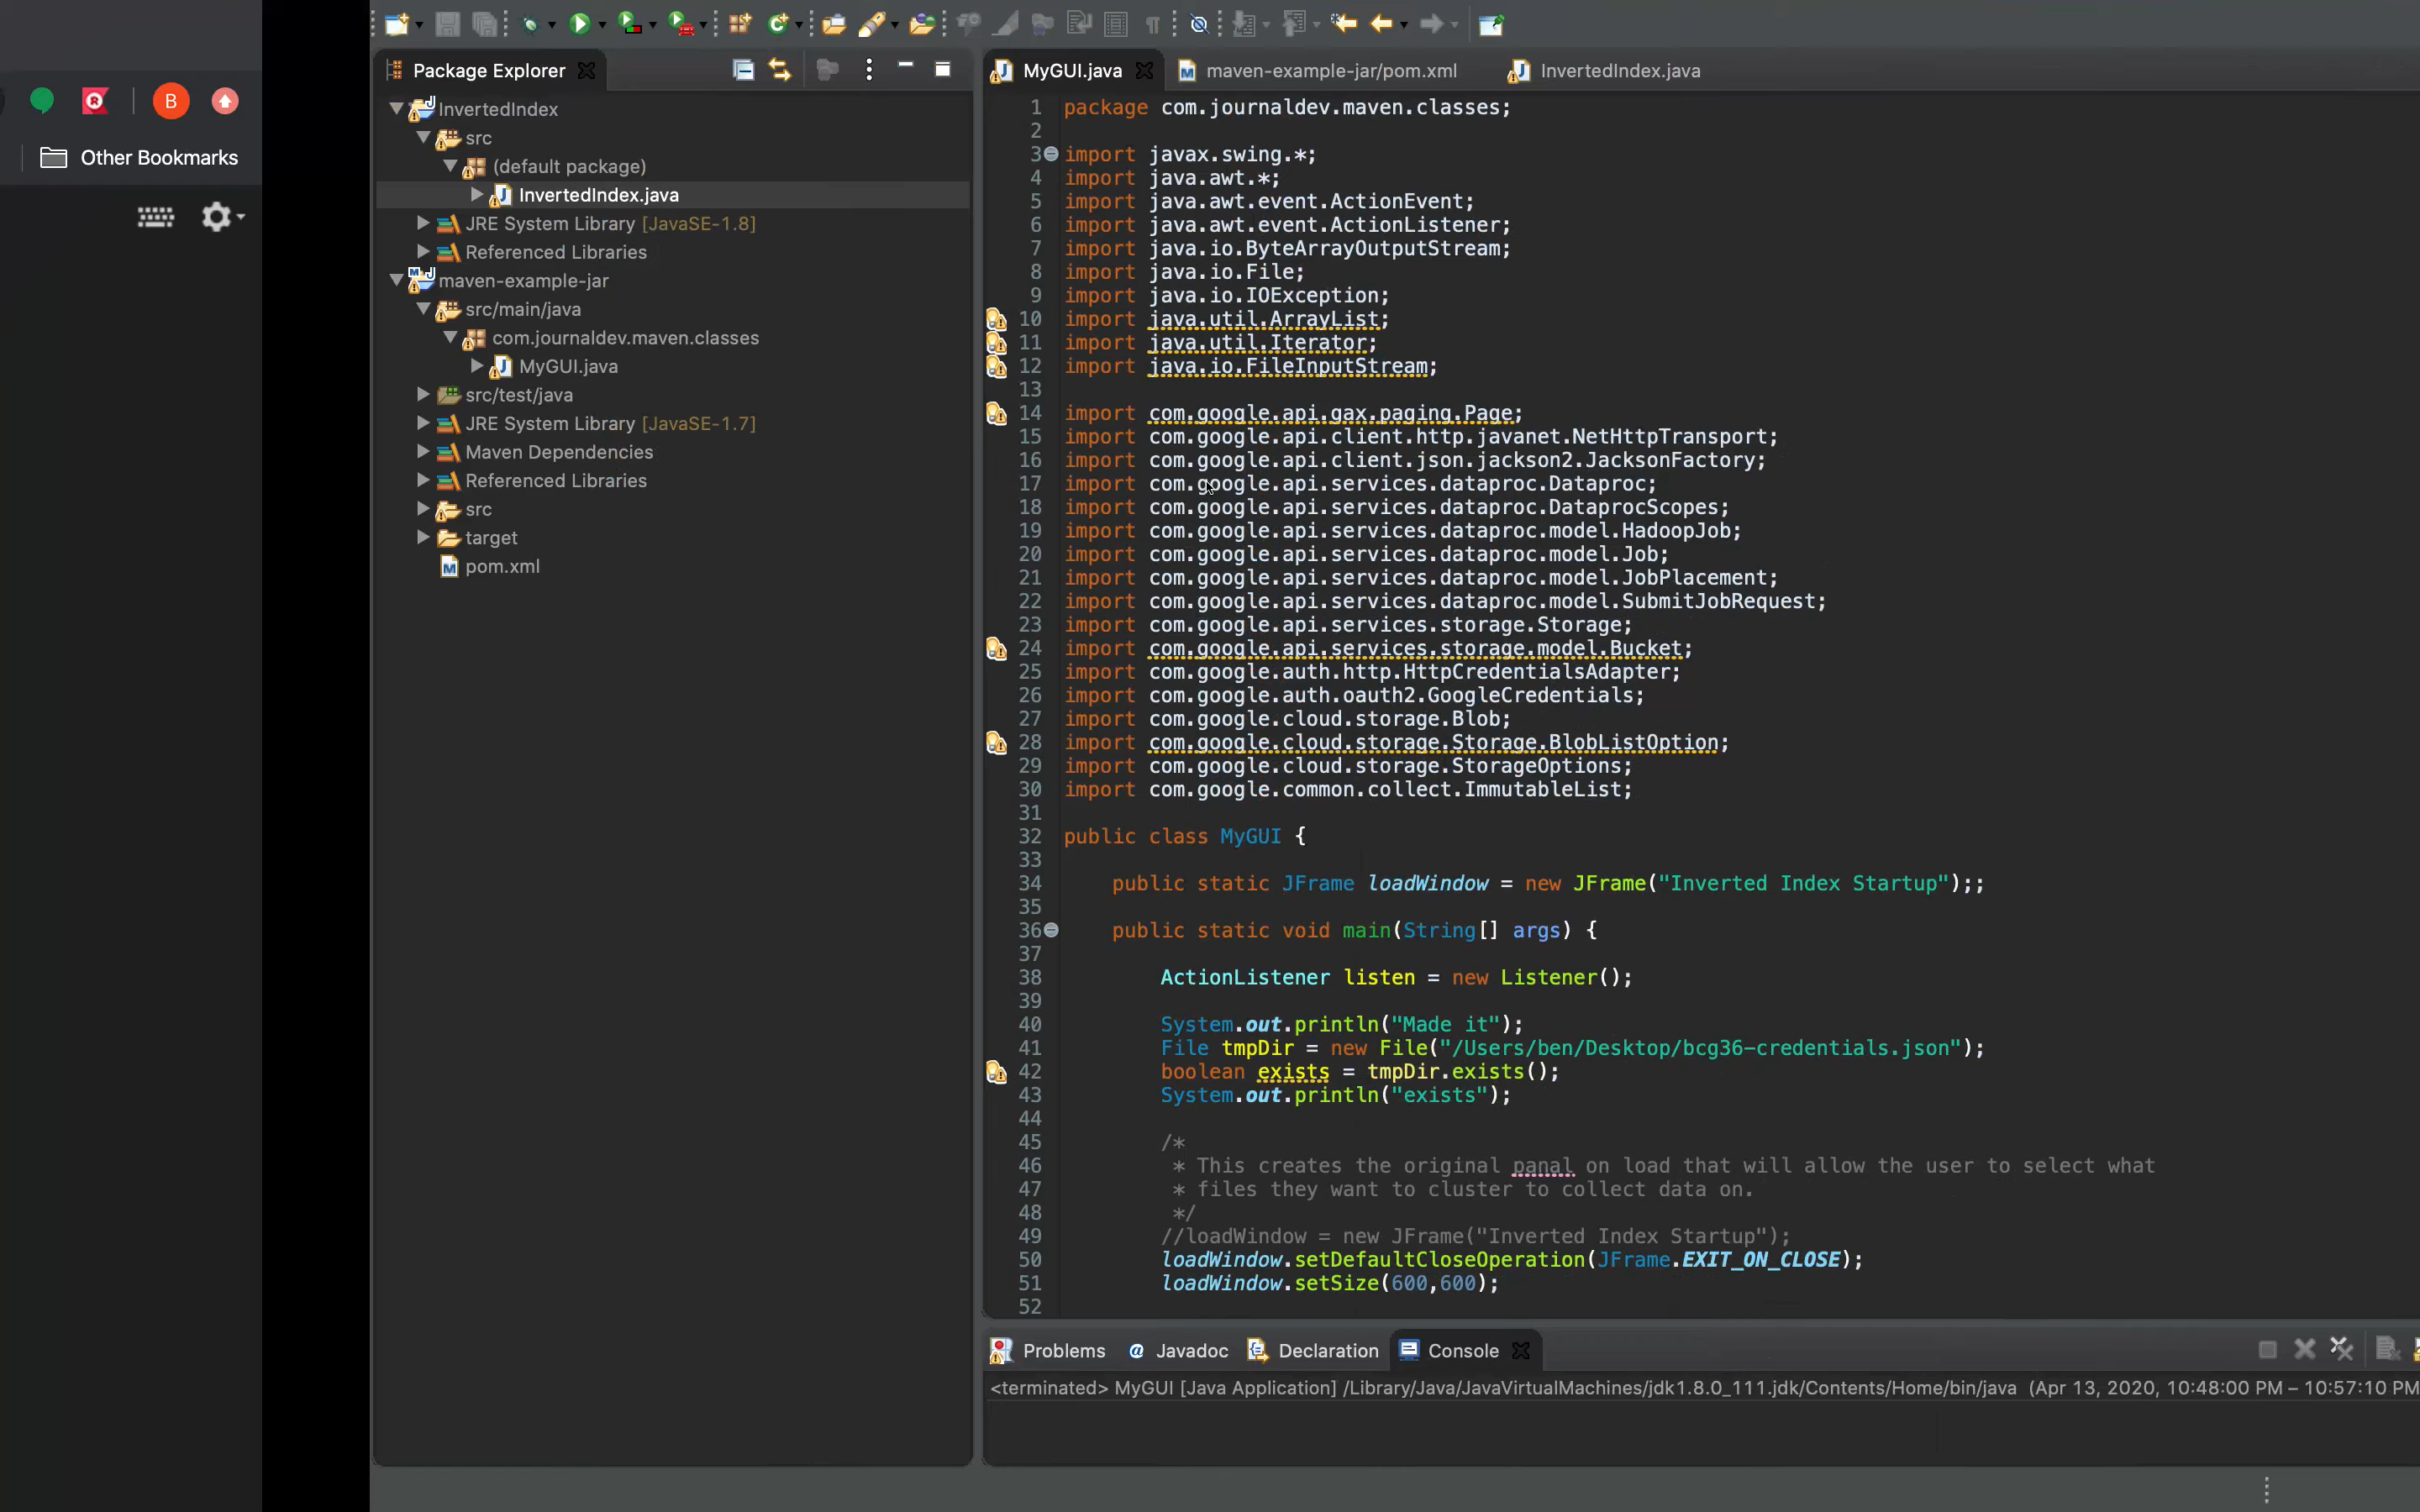 B
Other Bookmarks
Package Explorer
InvertedIndex
src
(default package)
InvertedIndex.java
JRE System Library [JavaSE-1.8]
Referenced Libraries
maven-example-jar
src/main/java
com.journaldev.maven.classes
MyGUI.java
src/test/java
JRE System Library [JavaSE-1.7]
Maven Dependencies
Referenced Libraries
src
target
pom.xml
MyGUI.java
maven-example-jar/pom.xml
InvertedIndex.java
1 package com.journaldev.maven.classes;
2
3 import javax.swing.*;
4 import java.awt.*;
5 import java.awt.event.ActionEvent;
6 import java.awt.event.ActionListener;
7 import java.io.ByteArrayOutputStream;
8 import java.io.File;
9 import java.io.IOException;
10 import java.util.ArrayList;
11 import java.util.Iterator;
12 import java.io.FileInputStream;
13
14 import com.google.api.gax.paging.Page;
15 import com.google.api.client.http.javanet.NetHttpTransport;
16 import com.google.api.client.json.jackson2.JacksonFactory;
17 import com.google.api.services.dataproc.Dataproc;
18 import com.google.api.services.dataproc.DataprocScopes;
19 import com.google.api.services.dataproc.model.HadoopJob;
20 import com.google.api.services.dataproc.model.Job;
21 import com.google.api.services.dataproc.model.JobPlacement;
22 import com.google.api.services.dataproc.model.SubmitJobRequest;
23 import com.google.api.services.storage.Storage;
24 import com.google.api.services.storage.model.Bucket;
25 import com.google.auth.http.HttpCredentialsAdapter;
26 import com.google.auth.oauth2.GoogleCredentials;
27 import com.google.cloud.storage.Blob;
28 import com.google.cloud.storage.Storage.BlobListOption;
29 import com.google.cloud.storage.StorageOptions;
30 import com.google.common.collect.ImmutableList;
31
32 public class MyGUI {
33
34 public static JFrame loadWindow = new JFrame("Inverted Index Startup");;
35
36 public static void main(String[] args) {
37
38 ActionListener listen = new Listener();
39
40 System.out.println("Made it");
41 File tmpDir = new File("/Users/ben/Desktop/bcg36-credentials.json");
42 boolean exists = tmpDir.exists();
43 System.out.println("exists");
44
45 /*
46 * This creates the original panal on load that will allow the user to select what
47 * files they want to cluster to collect data on.
48 */
49 //loadWindow = new JFrame("Inverted Index Startup");
50 loadWindow.setDefaultCloseOperation(JFrame.EXIT_ON_CLOSE);
51 loadWindow.setSize(600,600);
52
Problems
Javadoc
Declaration
Console
<terminated> MyGUI [Java Application] /Library/Java/JavaVirtualMachines/jdk1.8.0_111.jdk/Contents/Home/bin/java (Apr 13, 2020, 10:48:00 PM – 10:57:10 PM